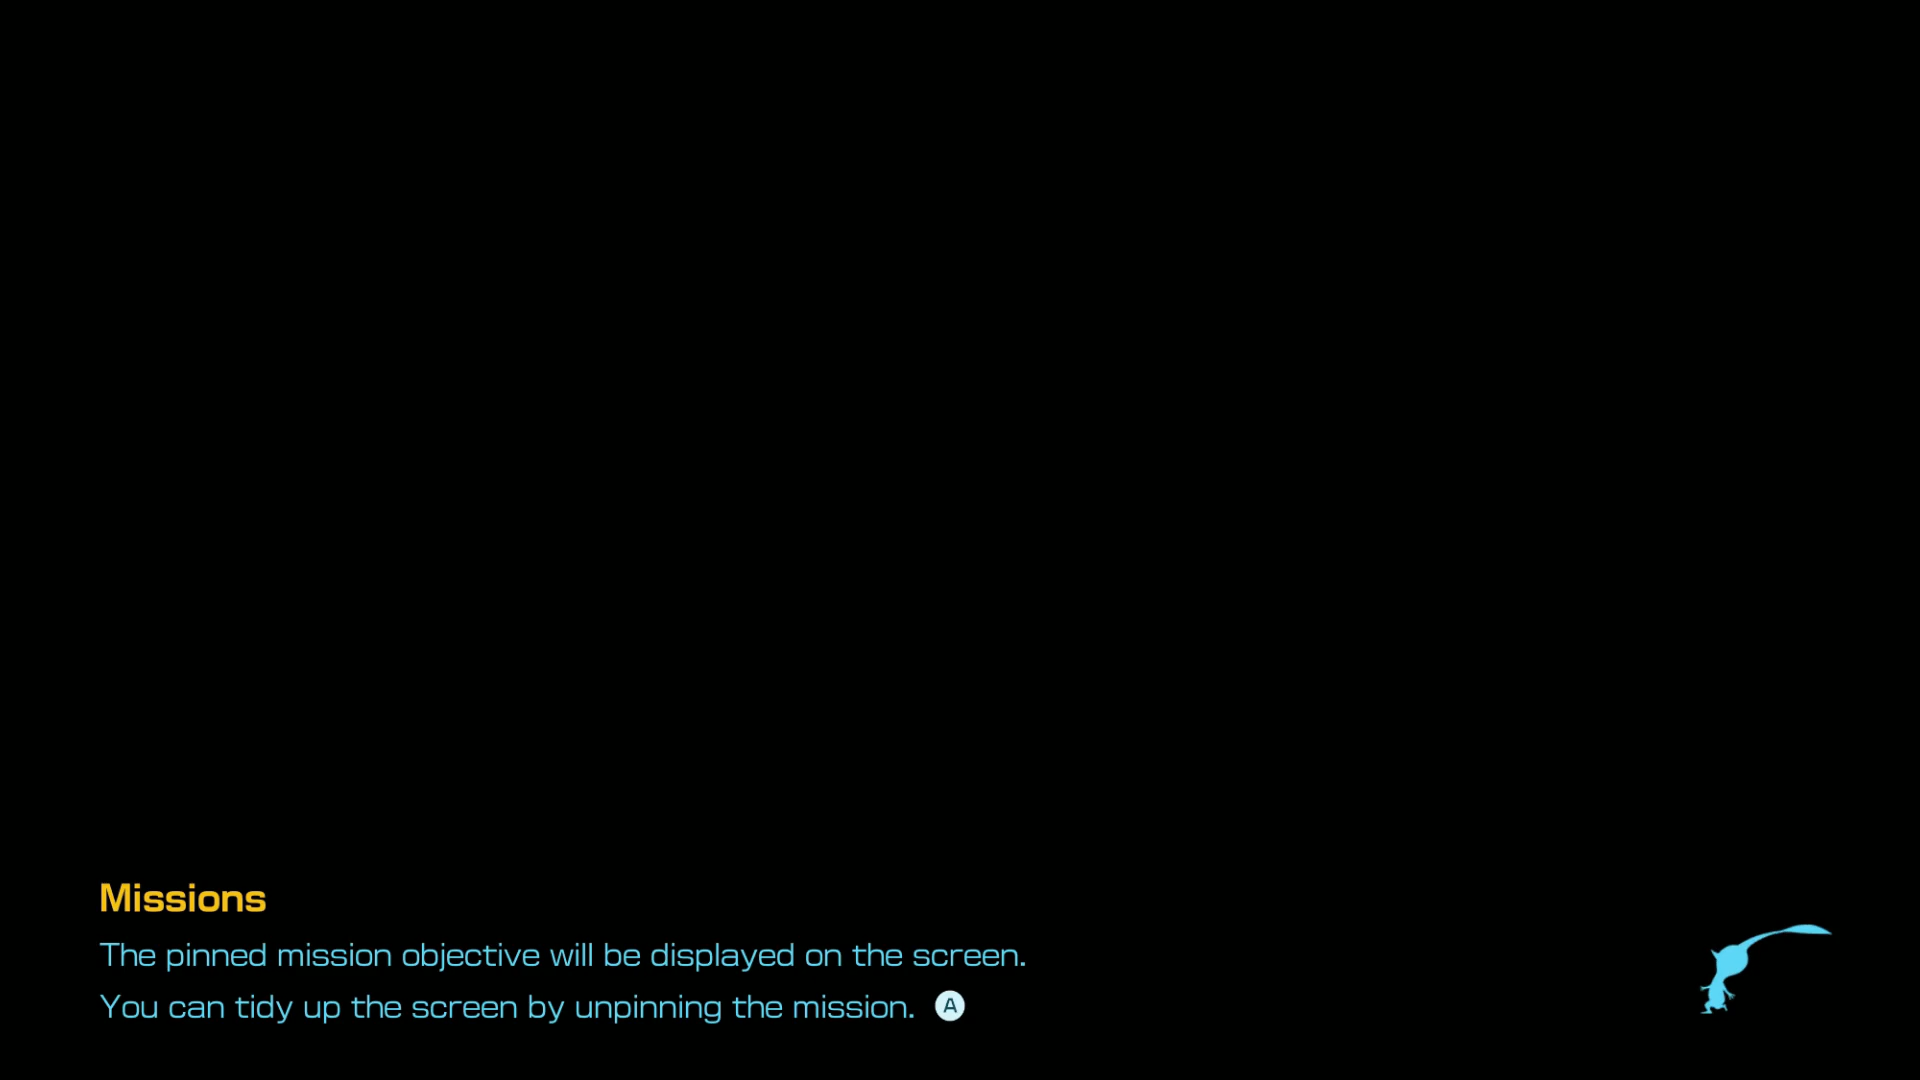 Missions
The pinned mission objective will be displayed on the screen.
You can tidy up the screen by unpinning the mission. A